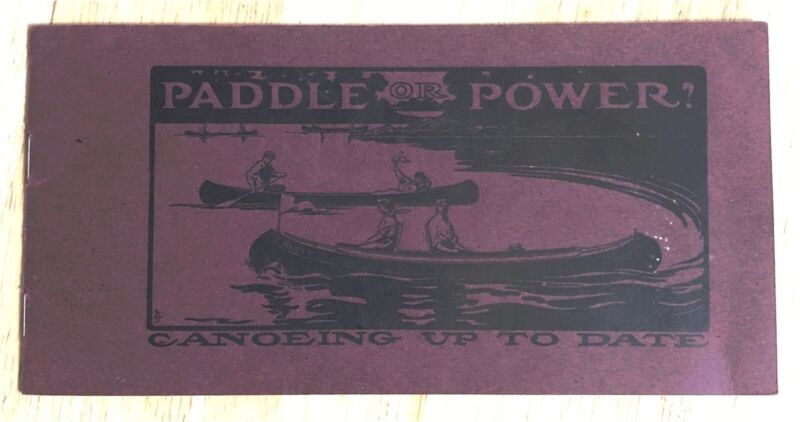 PADDLE OR POWER?
CANOEING UP TO DATE